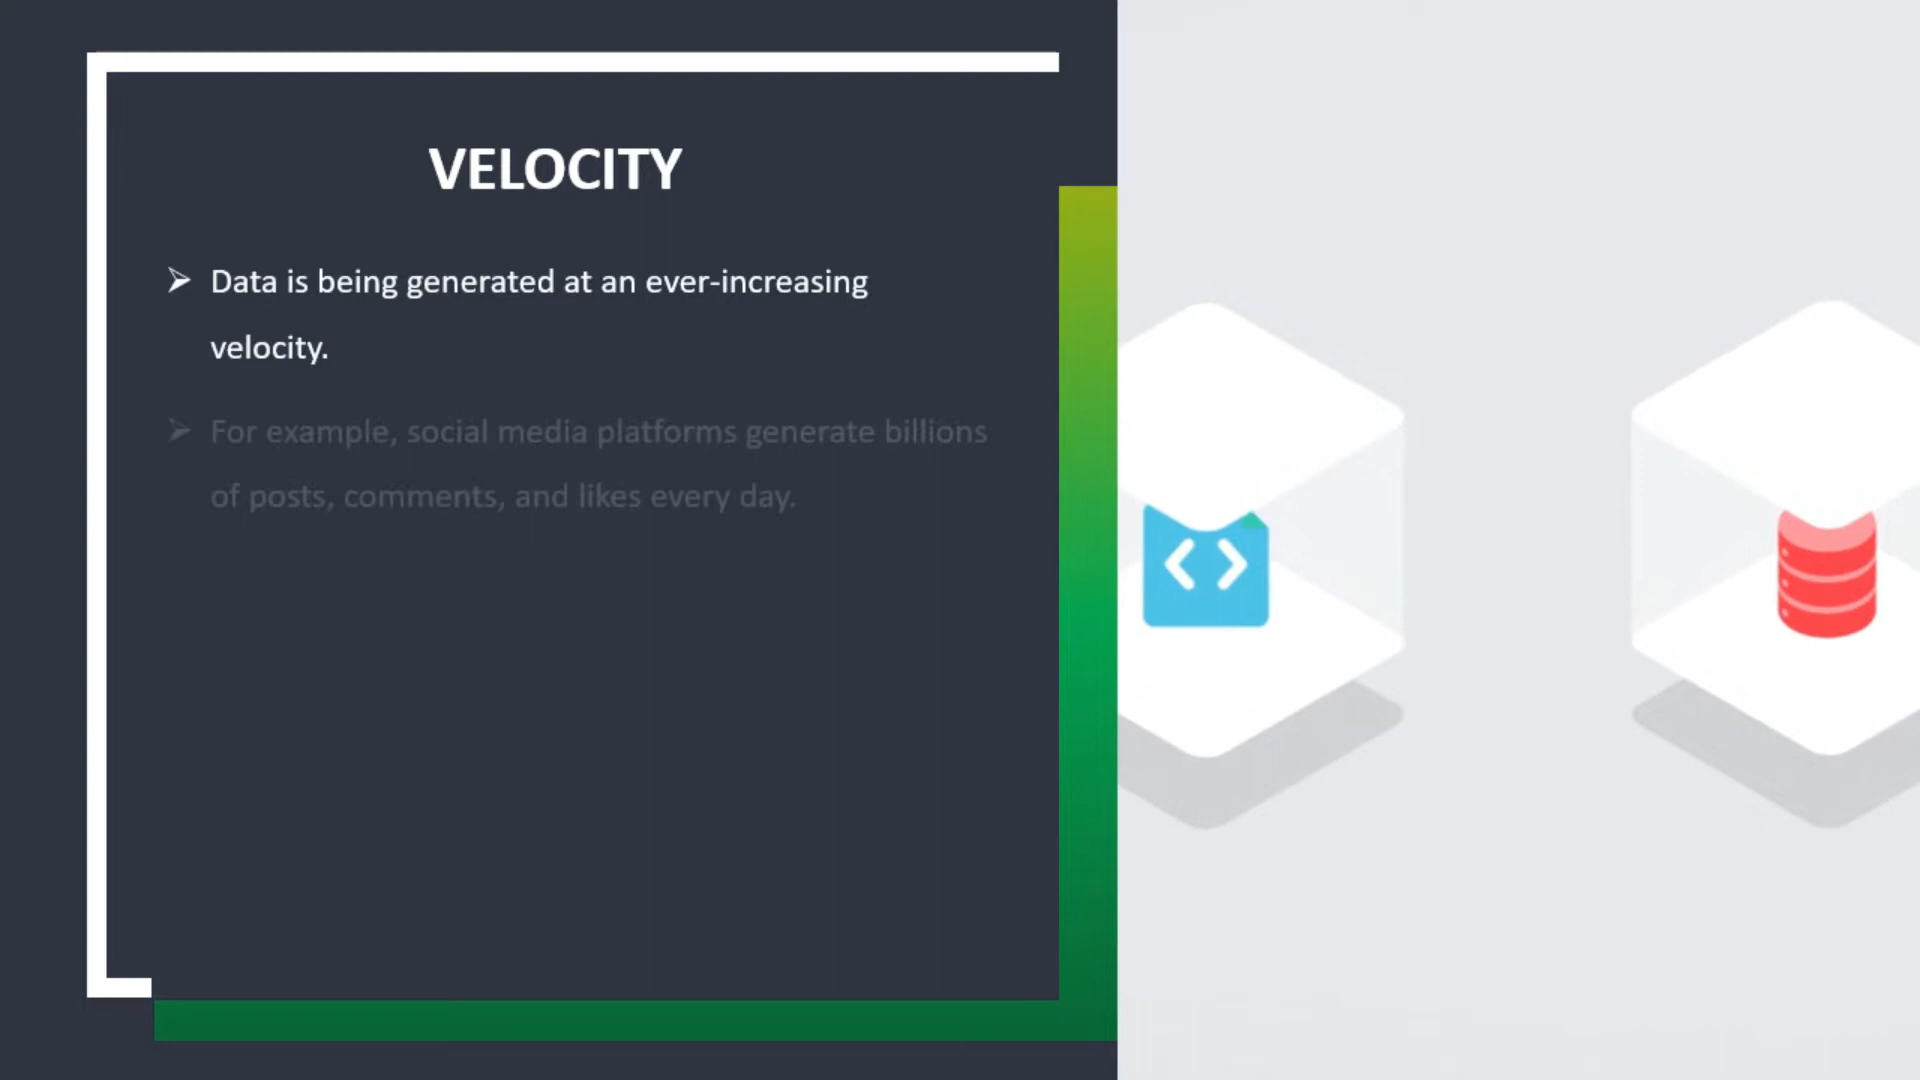 VELOCITY
➢ Data is being generated at an ever-increasing
velocity.
➢ For example, social media platforms generate billions
of posts, comments, and likes every day.